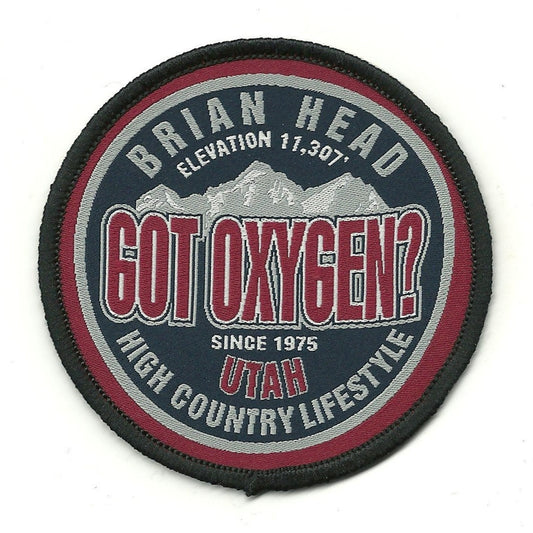 BRIAN HEAD
ELEVATION 11,307'
GOT OXYGEN?
SINCE 1975
UTAH
HIGH COUNTRY LIFESTYLE